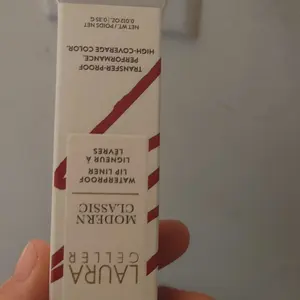 LAURA
GELLER
MODERN
CLASSIC
WATERPROOF
LIP LINER
LIGNEUR À
LÈVRES
TRANSFER-PROOF
PERFORMANCE.
HIGH-COVERAGE COLOR.
NET WT./POIDS NET
0.012 OZ. | 0.35 G